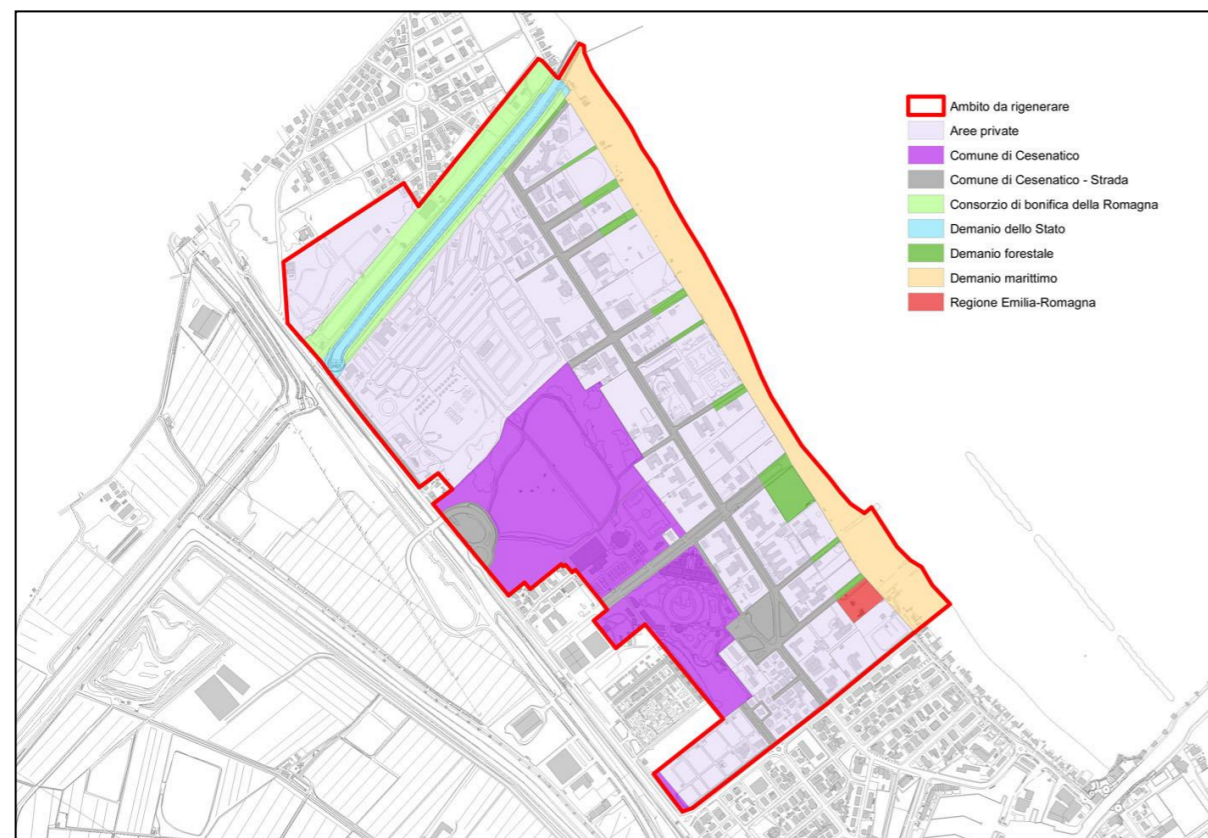 Ambito da rigenerare
Aree private
Comune di Cesenatico
Comune di Cesenatico - Strada
Consorzio di bonifica della Romagna
Demanio dello Stato
Demanio forestale
Demanio marittimo
Regione Emilia-Romagna